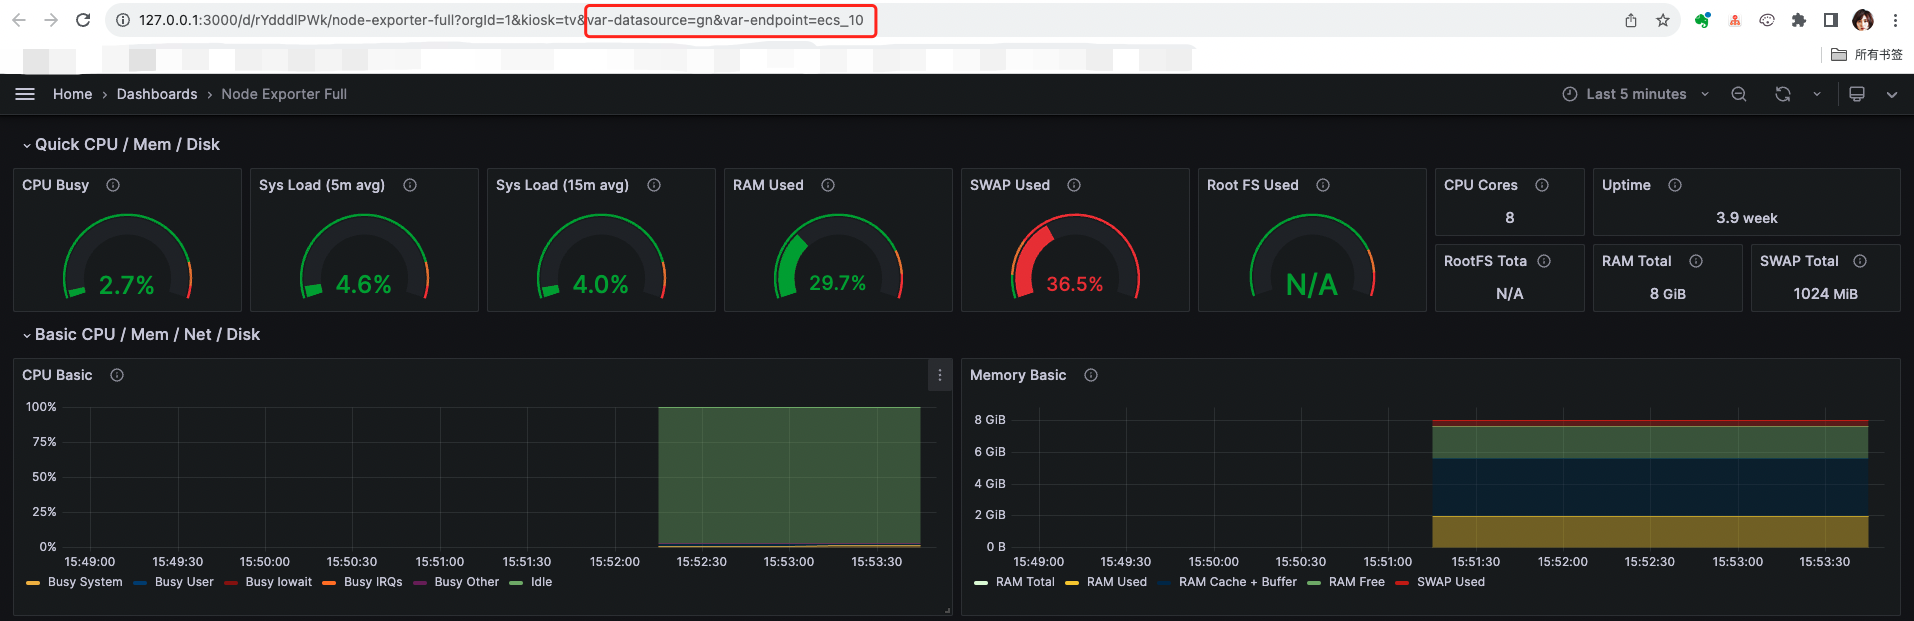 127.0.0.1:3000/d/rYdddlPWk/node-exporter-full?orgId=1&kiosk=tv&var-datasource=gn&var-endpoint=ecs_10
所有书签
Home › Dashboards › Node Exporter Full
Last 5 minutes
Quick CPU / Mem / Disk
CPU Busy
2.7%
Sys Load (5m avg)
4.6%
Sys Load (15m avg)
4.0%
RAM Used
29.7%
SWAP Used
36.5%
Root FS Used
N/A
CPU Cores
8
Uptime
3.9 week
RootFS Tota
N/A
RAM Total
8 GiB
SWAP Total
1024 MiB
Basic CPU / Mem / Net / Disk
CPU Basic
100%
75%
50%
25%
0%
15:49:00 15:49:30 15:50:00 15:50:30 15:51:00 15:51:30 15:52:00 15:52:30 15:53:00 15:53:30
Busy System Busy User Busy Iowait Busy IRQs Busy Other Idle
Memory Basic
8 GiB
6 GiB
4 GiB
2 GiB
0 B
15:49:00 15:49:30 15:50:00 15:50:30 15:51:00 15:51:30 15:52:00 15:52:30 15:53:00 15:53:30
RAM Total RAM Used RAM Cache + Buffer RAM Free SWAP Used